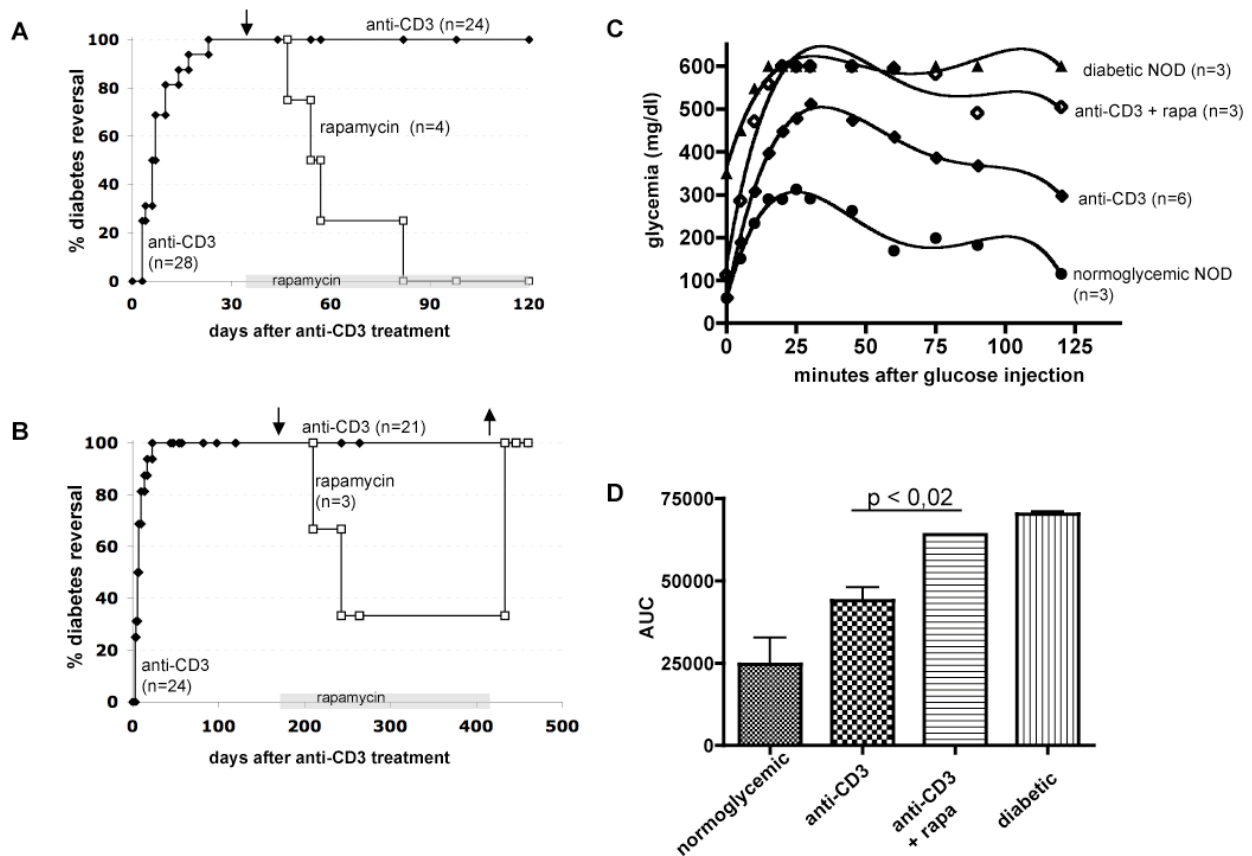 A
100
80
60
40
20
0
% diabetes reversal
anti-CD3 (n=24)
rapamycin (n=4)
anti-CD3
(n=28)
rapamycin
0 30 60 90 120
days after anti-CD3 treatment
B
100
80
60
40
20
0
% diabetes reversal
anti-CD3 (n=21)
rapamycin
(n=3)
anti-CD3
(n=24)
rapamycin
0 100 200 300 400 500
days after anti-CD3 treatment
C
600
500
400
300
200
100
0
glycemia (mg/dl)
diabetic NOD (n=3)
anti-CD3 + rapa (n=3)
anti-CD3 (n=6)
normoglycemic NOD
(n=3)
0 25 50 75 100 125
minutes after glucose injection
D
75000
50000
25000
0
AUC
p < 0,02
normoglycemic
anti-CD3
anti-CD3
+ rapa
diabetic